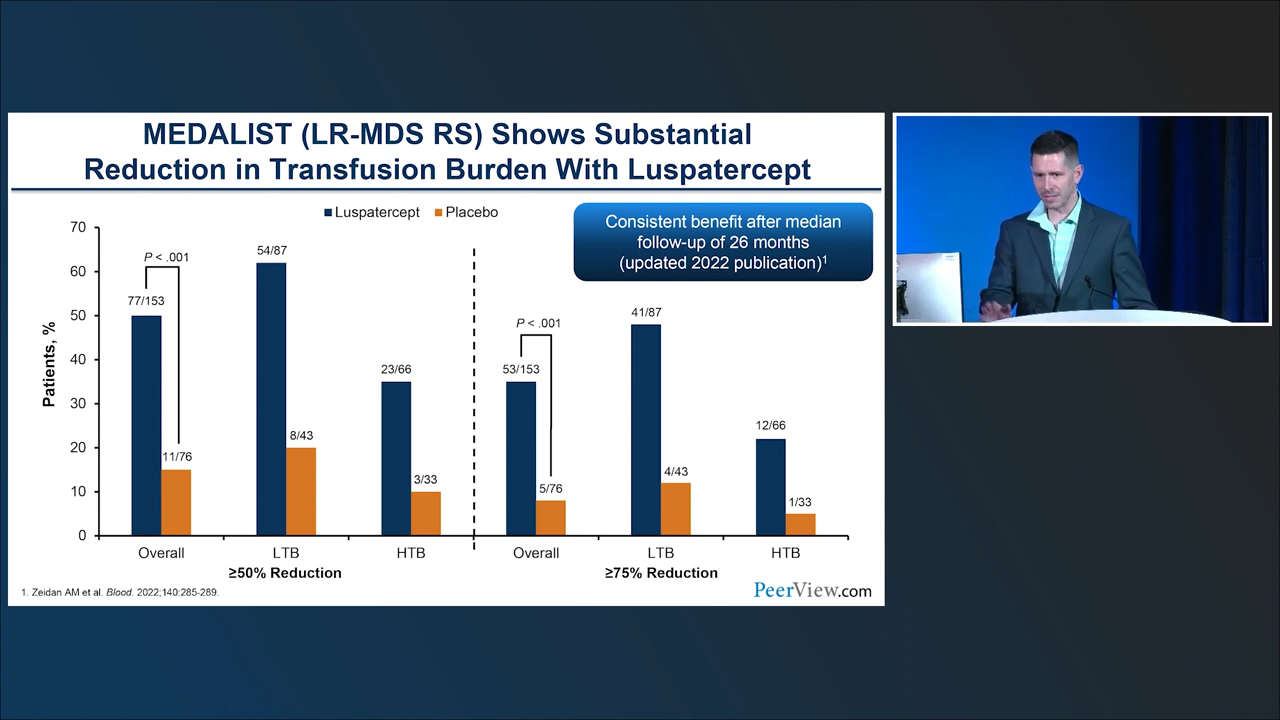 MEDALIST (LR-MDS RS) Shows Substantial
Reduction in Transfusion Burden With Luspatercept
Luspatercept
Placebo
Consistent benefit after median
follow-up of 26 months
(updated 2022 publication)1
Patients, %
70
60
50
40
30
20
10
0
P < .001
77/153
11/76
54/87
8/43
23/66
3/33
P < .001
53/153
5/76
41/87
4/43
12/66
1/33
Overall
LTB
HTB
Overall
LTB
HTB
≥50% Reduction
≥75% Reduction
1. Zeidan AM et al. Blood. 2022;140:285-289.
PeerView.com